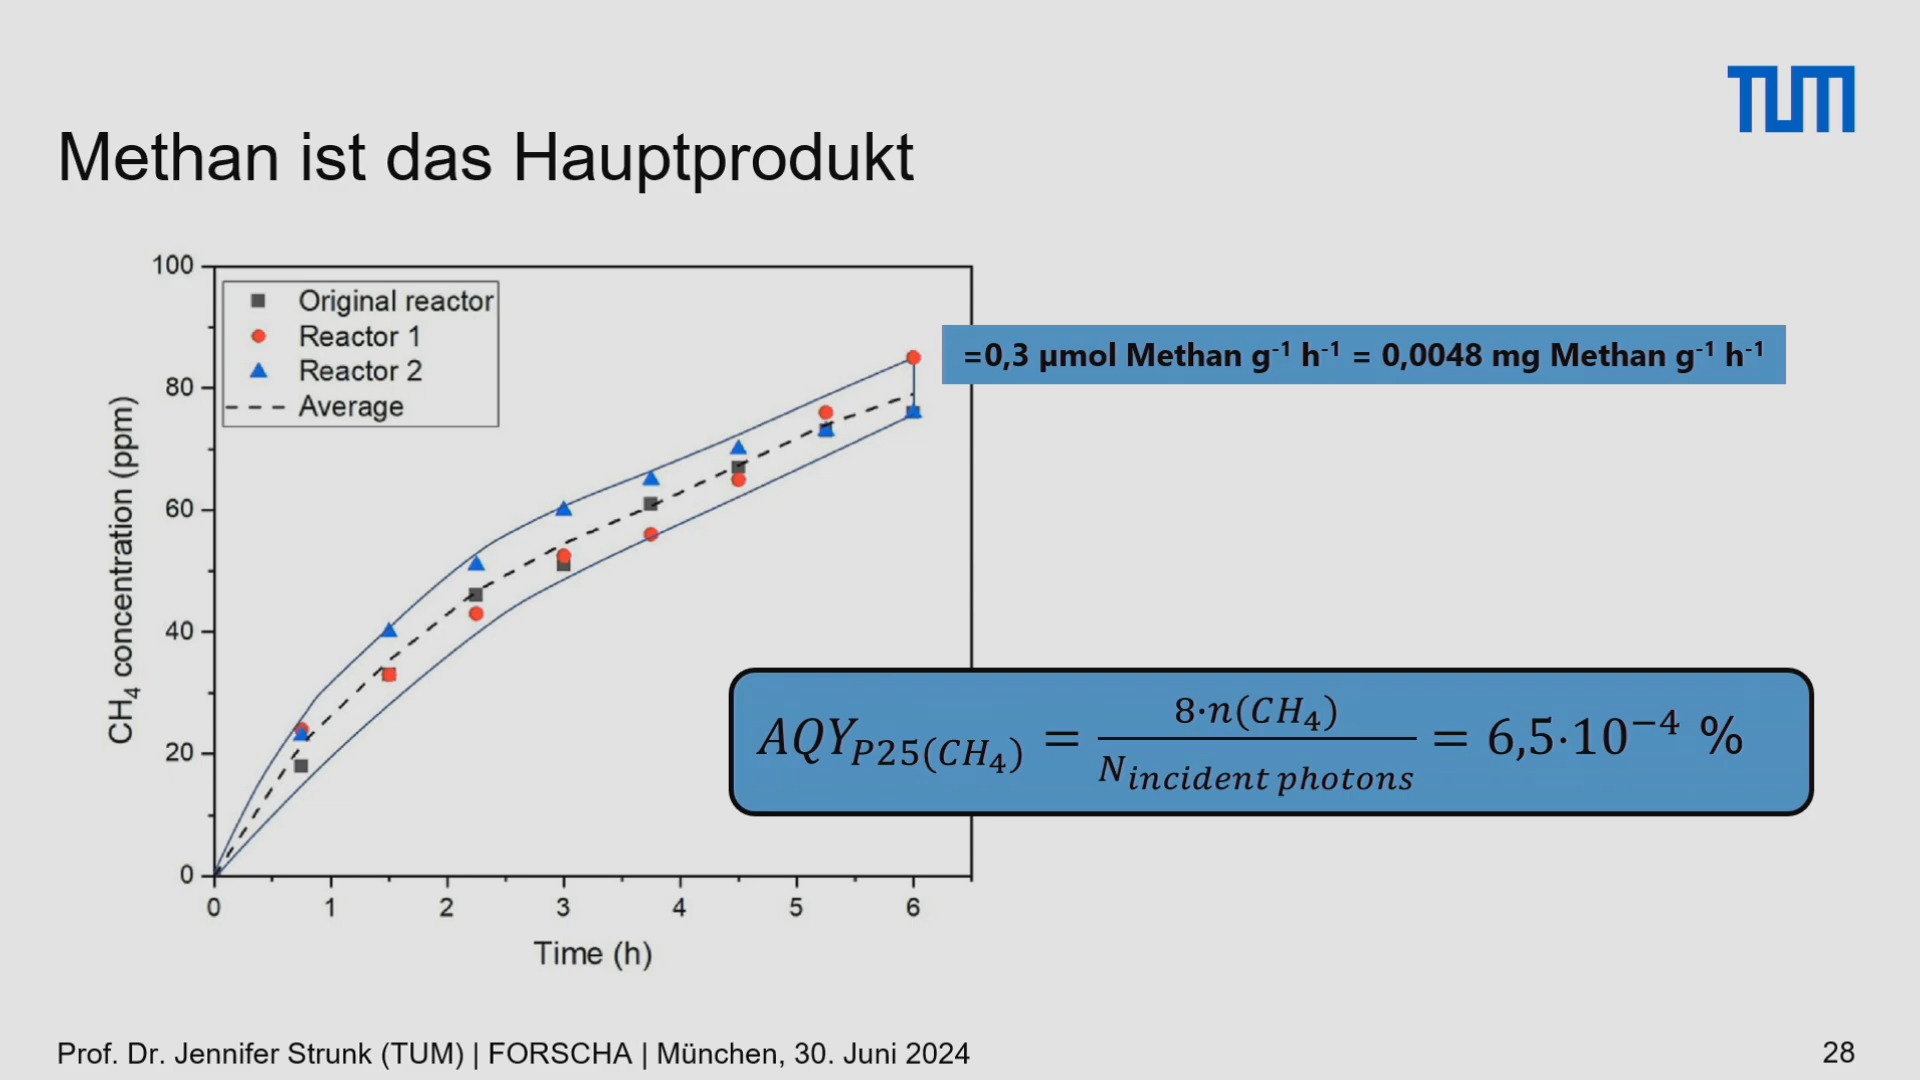 TUM
Methan ist das Hauptprodukt
100
80
60
40
20
0
CH₄ concentration (ppm)
Original reactor
Reactor 1
Reactor 2
Average
=0,3 µmol Methan g⁻¹ h⁻¹ = 0,0048 mg Methan g⁻¹ h⁻¹
AQY_P25(CH₄) = 8·n(CH₄) / N_incident photons = 6,5·10⁻⁴ %
0 1 2 3 4 5 6
Time (h)
Prof. Dr. Jennifer Strunk (TUM) | FORSCHA | München, 30. Juni 2024
28